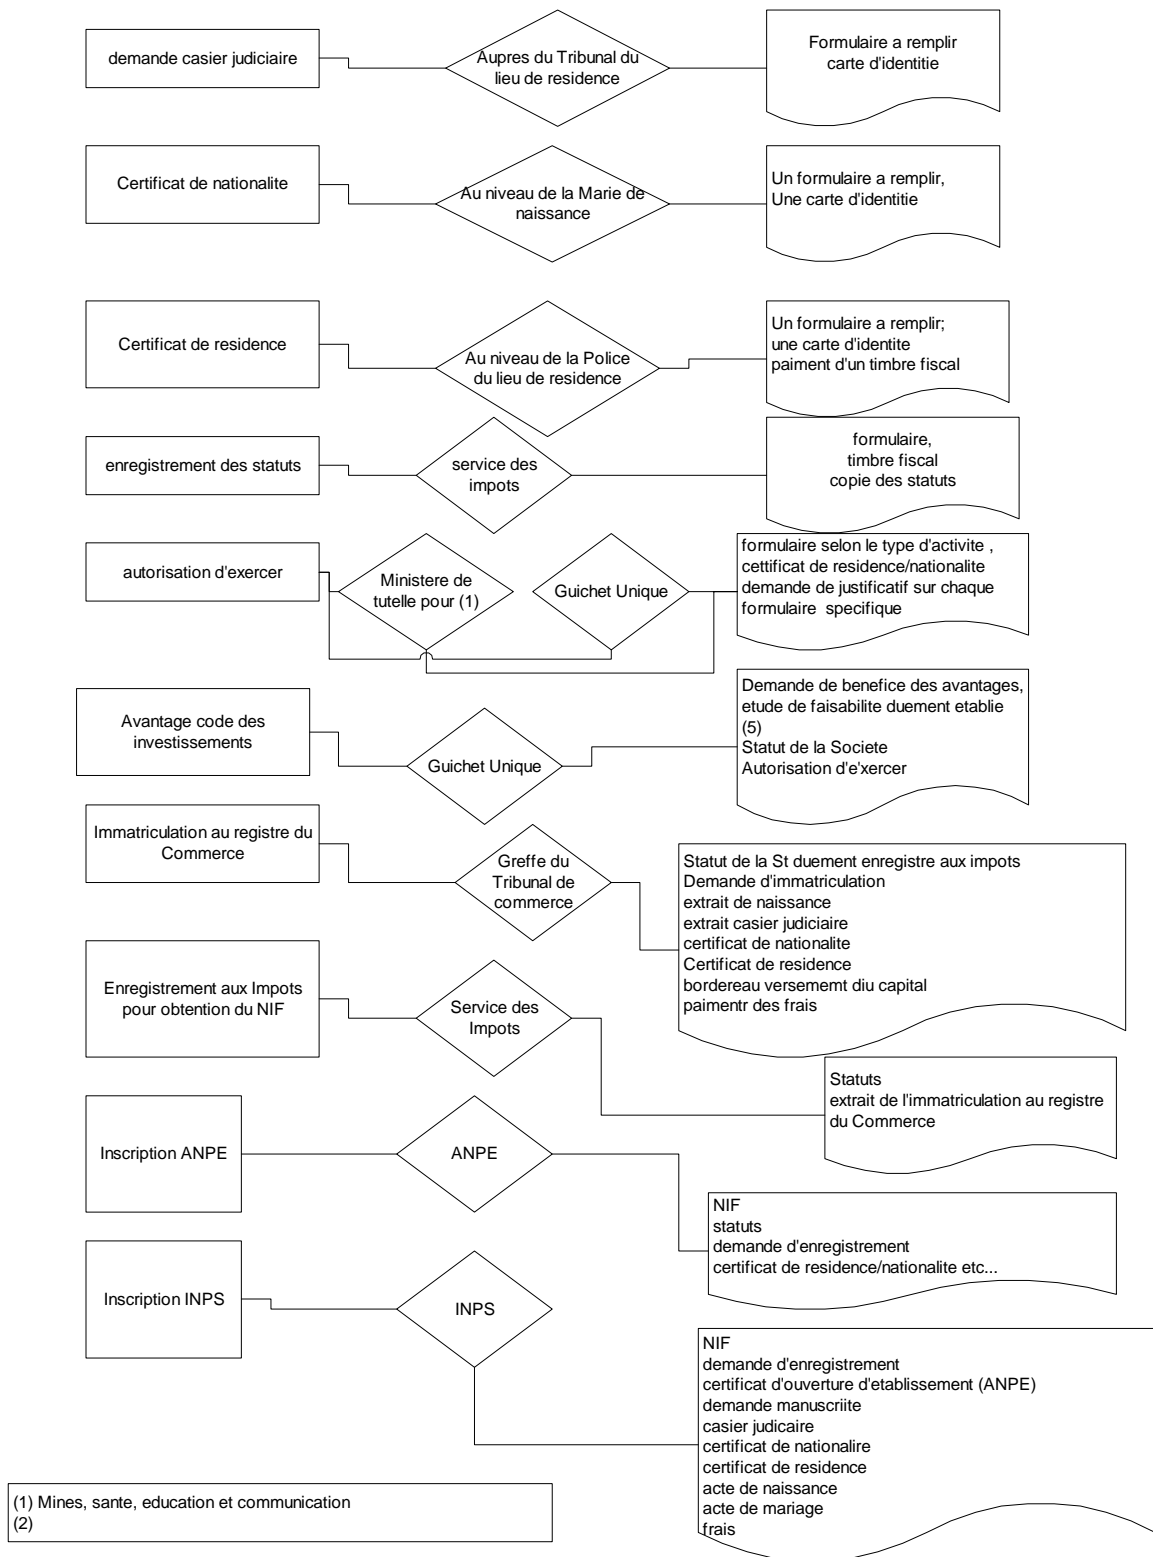 demande casier judiciaire
Aupres du Tribunal du
lieu de residence
Formulaire a remplir
carte d'identitie
Certificat de nationalite
Au niveau de la Marie de
naissance
Un formulaire a remplir,
Une carte d'identitie
Certificat de residence
Au niveau de la Police
du lieu de residence
Un formulaire a remplir;
une carte d'identite
paiment d'un timbre fiscal
enregistrement des statuts
service des
impots
formulaire,
timbre fiscal
copie des statuts
autorisation d'exercer
Ministere de
tutelle pour (1)
Guichet Unique
formulaire selon le type d'activite ,
cettificat de residence/nationalite
demande de justificatif sur chaque
formulaire specifique
Avantage code des
investissements
Guichet Unique
Demande de benefice des avantages,
etude de faisabilite duement etablie
(5)
Statut de la Societe
Autorisation d'e'xercer
Immatriculation au registre du
Commerce
Greffe du
Tribunal de
commerce
Statut de la St duement enregistre aux impots
Demande d'immatriculation
extrait de naissance
extrait casier judiciaire
certificat de nationalite
Certificat de residence
bordereau versememt diu capital
paimentr des frais
Enregistrement aux Impots
pour obtention du NIF
Service des
Impots
Statuts
extrait de l'immatriculation au registre
du Commerce
Inscription ANPE
ANPE
NIF
statuts
demande d'enregistrement
certificat de residence/nationalite etc...
Inscription INPS
INPS
NIF
demande d'enregistrement
certificat d'ouverture d'etablissement (ANPE)
demande manuscriite
casier judicaire
certificat de nationalire
certificat de residence
acte de naissance
acte de mariage
frais
(1) Mines, sante, education et communication
(2)